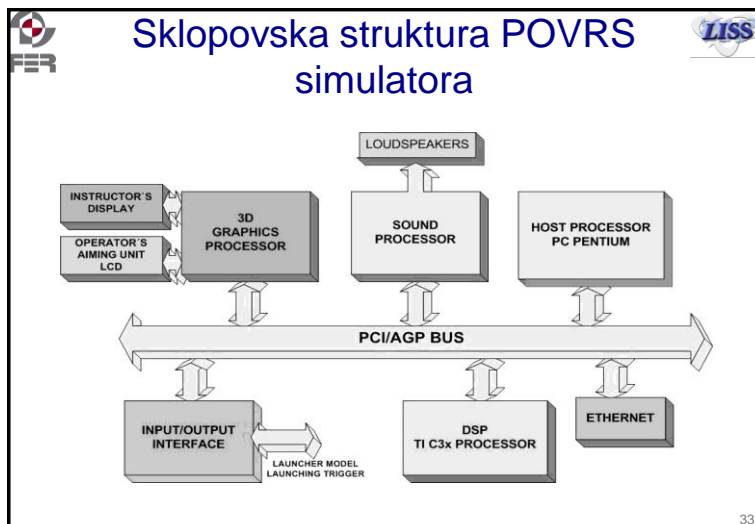 FER
Sklopovska struktura POVRS
simulatora
LISS
LOUDSPEAKERS
INSTRUCTOR´S
DISPLAY
OPERATOR´S
AIMING UNIT
LCD
3D
GRAPHICS
PROCESSOR
SOUND
PROCESSOR
HOST PROCESSOR
PC PENTIUM
PCI/AGP BUS
INPUT/OUTPUT
INTERFACE
LAUNCHER MODEL
LAUNCHING TRIGGER
DSP
TI C3x PROCESSOR
ETHERNET
33